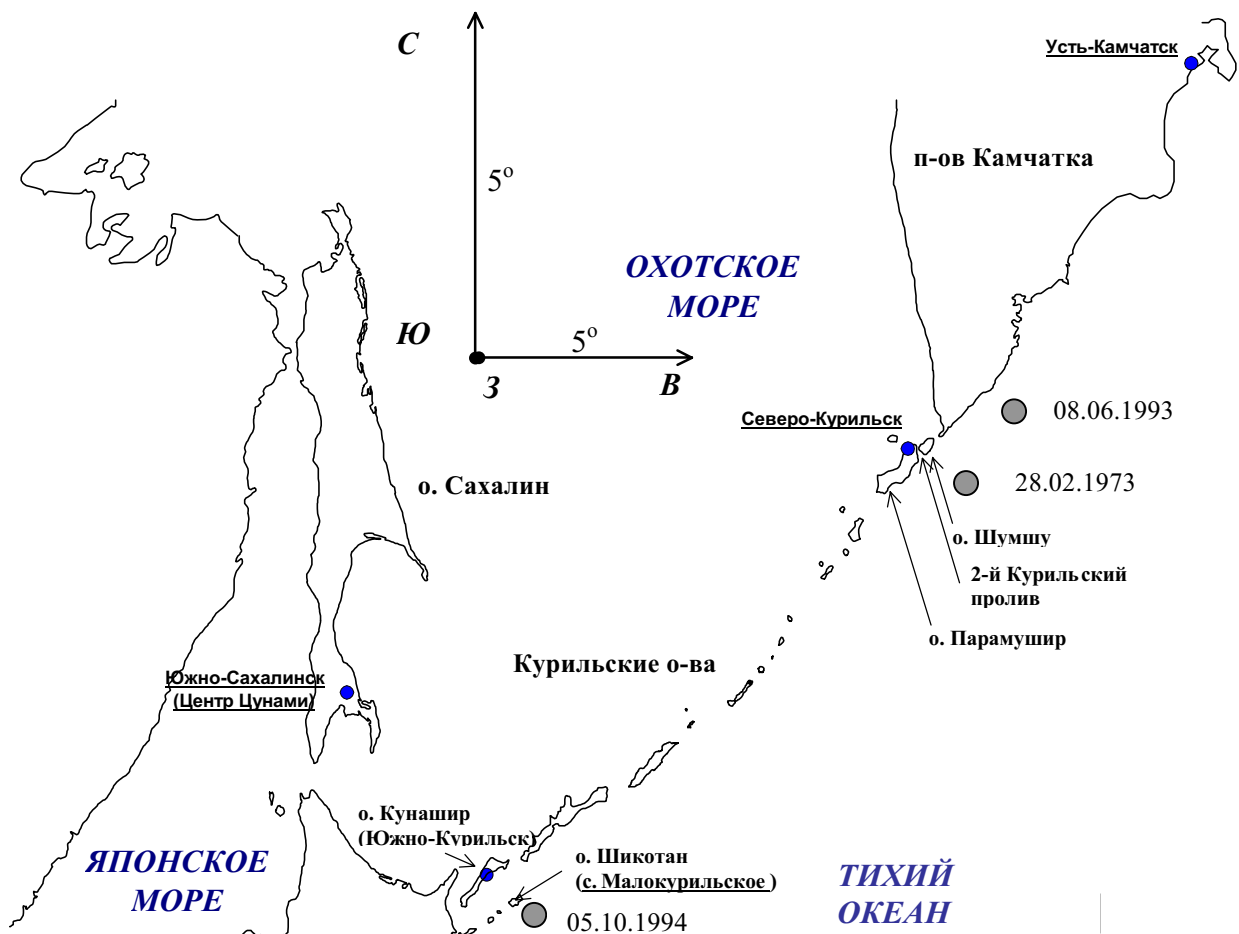 С
Усть-Камчатск
п-ов Камчатка
5°
ОХОТСКОЕ
МОРЕ
Ю
5°
З
В
08.06.1993
Северо-Курильск
28.02.1973
о. Сахалин
о. Шумшу
2-й Курильский
пролив
о. Парамушир
Курильские о-ва
Южно-Сахалинск
(Центр Цунами)
о. Кунашир
(Южно-Курильск)
о. Шикотан
(с. Малокурильское )
ЯПОНСКОЕ
МОРЕ
ТИХИЙ
ОКЕАН
05.10.1994